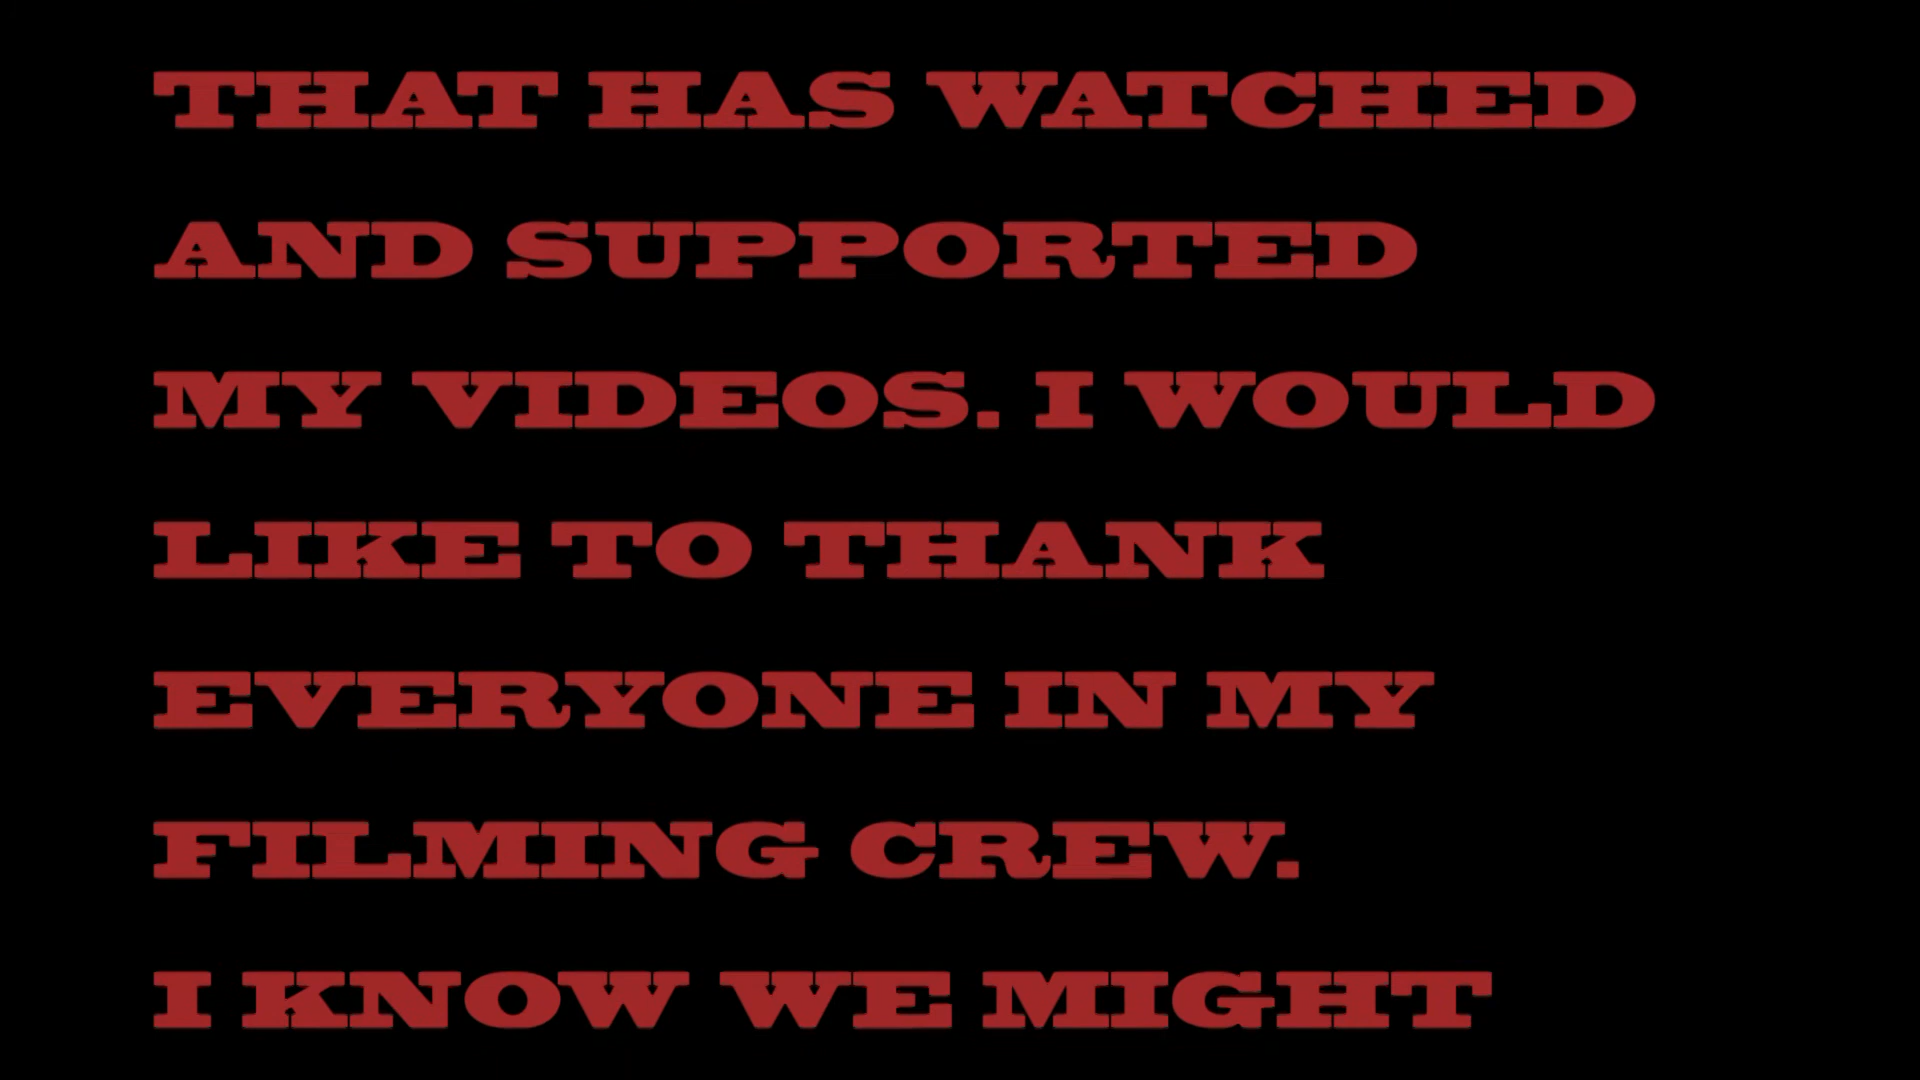 THAT HAS WATCHED
AND SUPPORTED
MY VIDEOS. I WOULD
LIKE TO THANK
EVERYONE IN MY
FILMING CREW.
I KNOW WE MIGHT